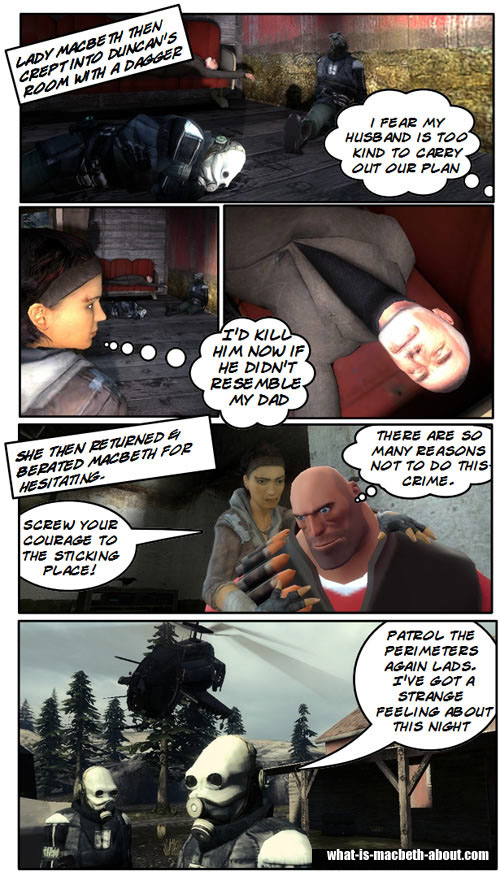 LADY MACBETH THEN
CREPT INTO DUNCAN'S
ROOM WITH A DAGGER
I FEAR MY
HUSBAND IS TOO
KIND TO CARRY
OUT OUR PLAN
I'D KILL
HIM NOW IF
HE DIDN'T
RESEMBLE
MY DAD
SHE THEN RETURNED &
BERATED MACBETH FOR
HESITATING.
THERE ARE SO
MANY REASONS
NOT TO DO THIS
CRIME.
SCREW YOUR
COURAGE TO
THE STICKING
PLACE!
PATROL THE
PERIMETERS
AGAIN LADS.
I'VE GOT A
STRANGE
FEELING ABOUT
THIS NIGHT
what-is-macbeth-about.com